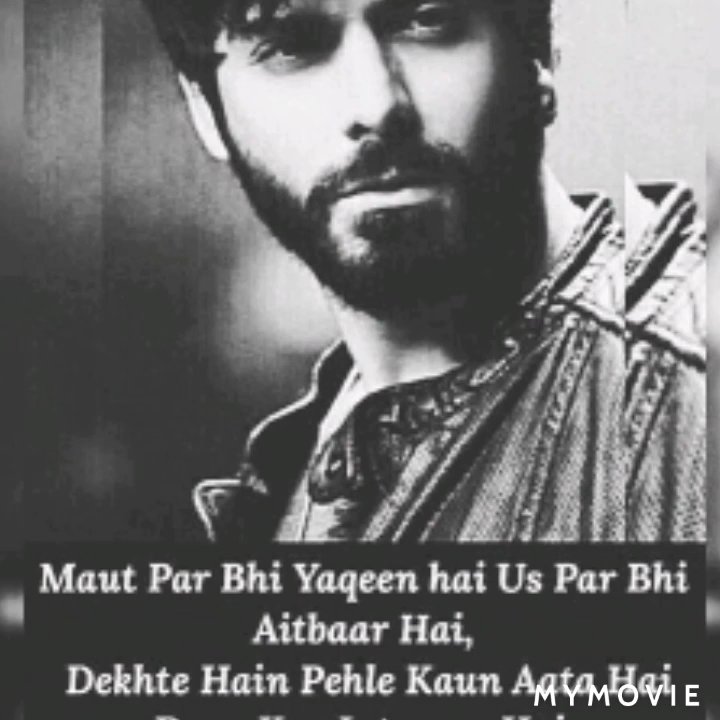 Maut Par Bhi Yaqeen hai Us Par Bhi
Aitbaar Hai,
Dekhte Hain Pehle Kaun Aata Hai
MYMOVIE